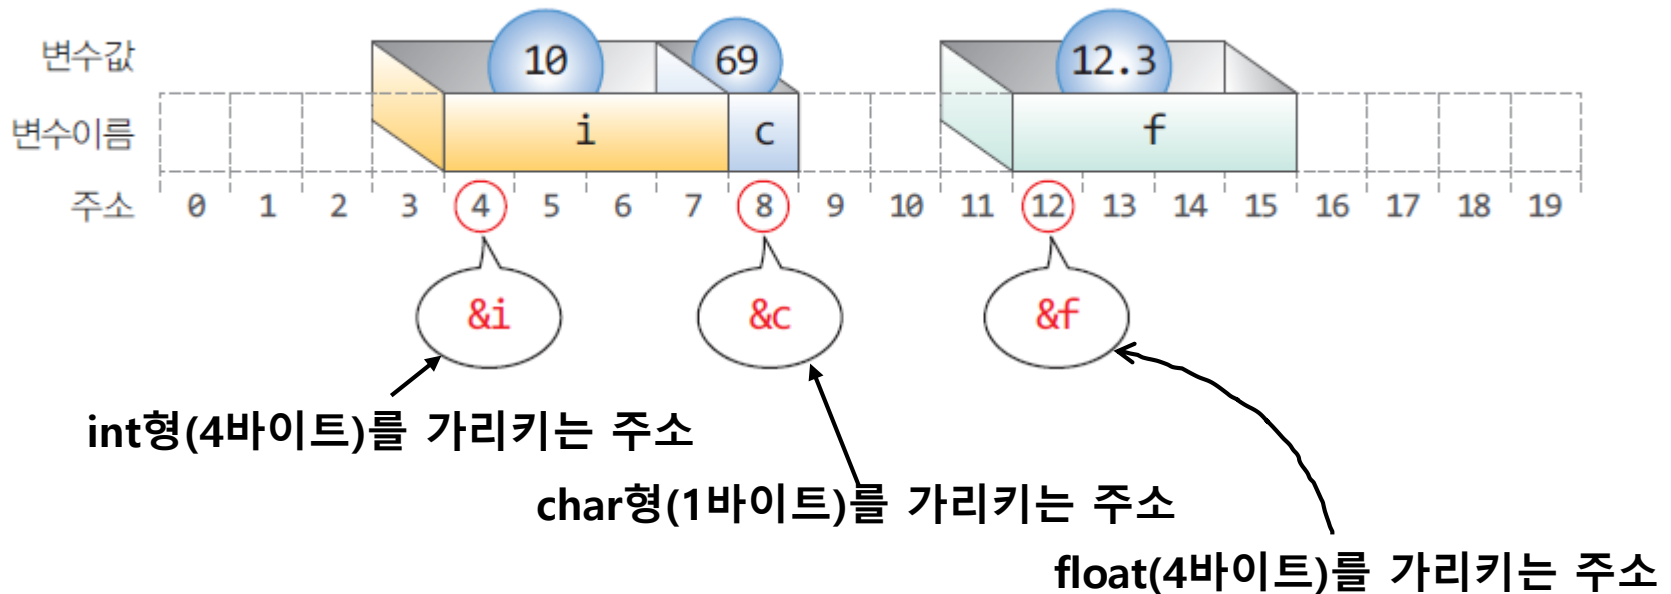 변수값 10 69 12.3
변수이름 i c f
주소 0 1 2 3 4 5 6 7 8 9 10 11 12 13 14 15 16 17 18 19
&i &c &f
int형(4바이트)를 가리키는 주소
char형(1바이트)를 가리키는 주소
float(4바이트)를 가리키는 주소